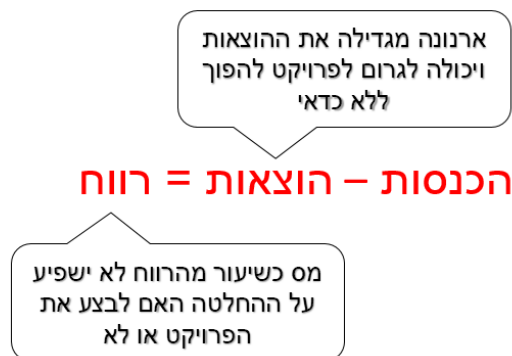 ארנונה מגדילה את ההוצאות
ויכולה לגרום לפרויקט להפוך
ללא כדאי
הכנסות – הוצאות = רווח
מס כשיעור מהרווח לא ישפיע
על ההחלטה האם לבצע את
הפרויקט או לא